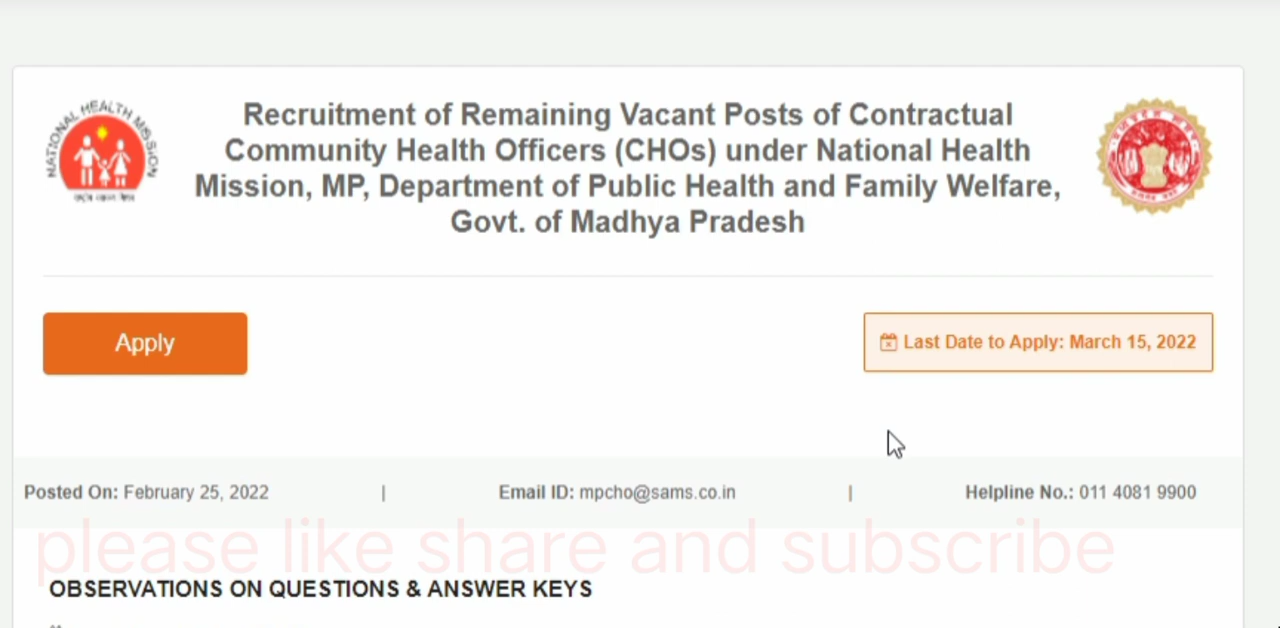 NATIONAL HEALTH MISSION
Recruitment of Remaining Vacant Posts of Contractual
Community Health Officers (CHOs) under National Health
Mission, MP, Department of Public Health and Family Welfare,
Govt. of Madhya Pradesh
Apply
Last Date to Apply: March 15, 2022
Posted On: February 25, 2022 | Email ID: mpcho@sams.co.in | Helpline No.: 011 4081 9900
please like share and subscribe
OBSERVATIONS ON QUESTIONS & ANSWER KEYS